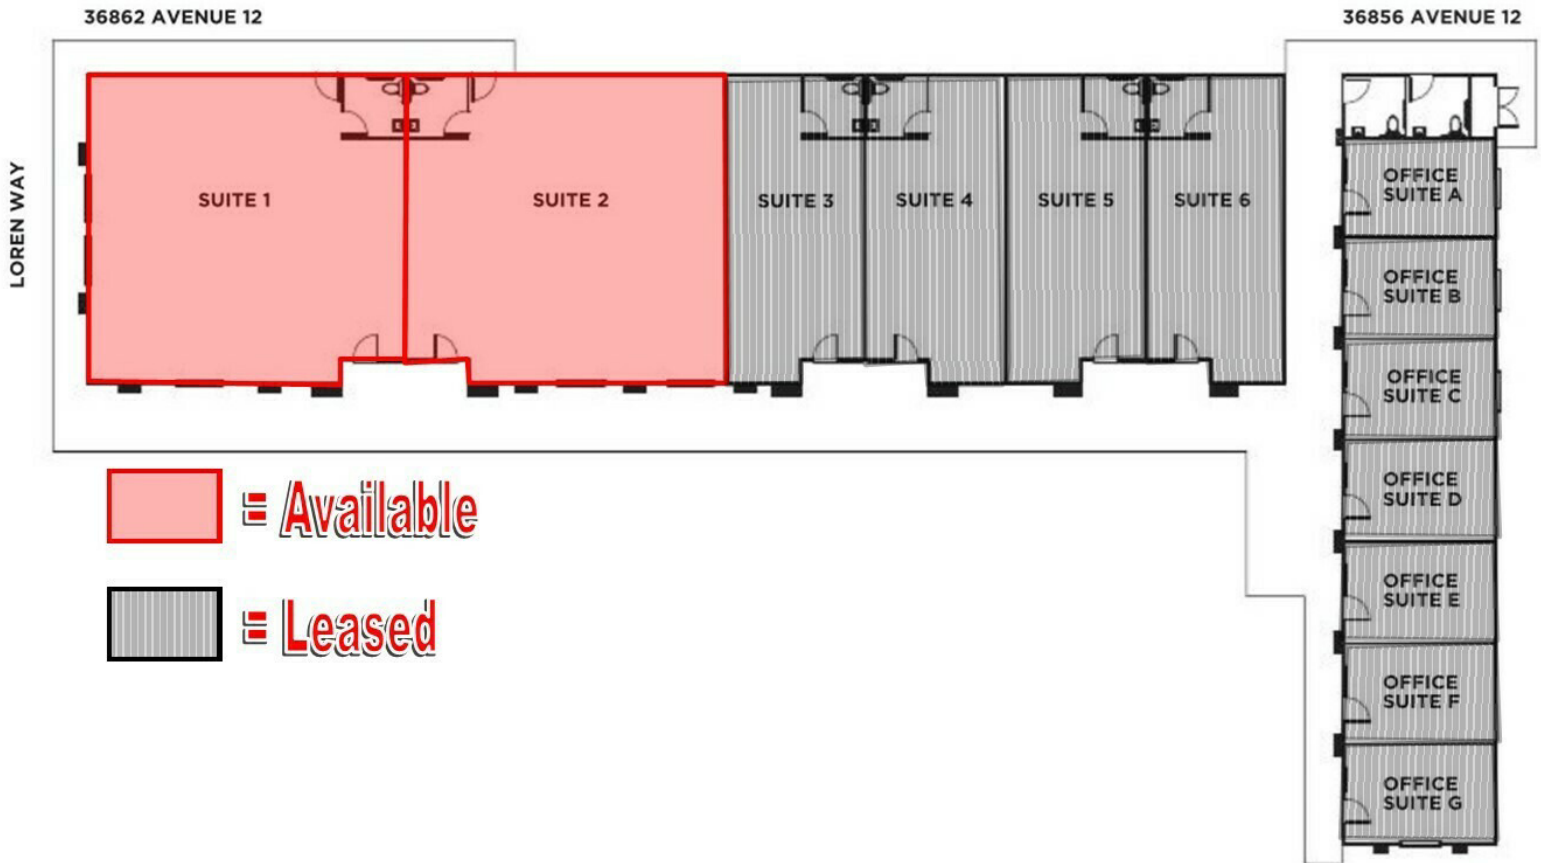 36862 AVENUE 12
36856 AVENUE 12
LOREN WAY
SUITE 1
SUITE 2
SUITE 3
SUITE 4
SUITE 5
SUITE 6
OFFICE
SUITE A
OFFICE
SUITE B
OFFICE
SUITE C
OFFICE
SUITE D
OFFICE
SUITE E
OFFICE
SUITE F
OFFICE
SUITE G
= Available
= Leased